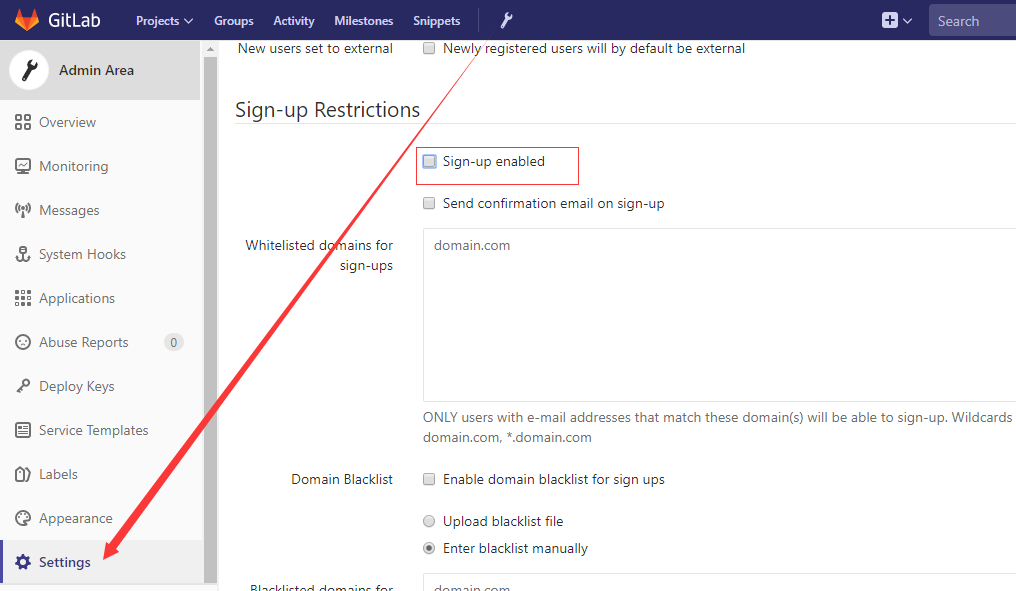 GitLab
Projects Groups Activity Milestones Snippets
Search
Admin Area
Overview
Monitoring
Messages
System Hooks
Applications
Abuse Reports 0
Deploy Keys
Service Templates
Labels
Appearance
Settings
New users set to external
Newly registered users will by default be external
Sign-up Restrictions
Sign-up enabled
Send confirmation email on sign-up
Whitelisted domains for
sign-ups
domain.com
ONLY users with e-mail addresses that match these domain(s) will be able to sign-up. Wildcards
domain.com, *.domain.com
Domain Blacklist
Enable domain blacklist for sign ups
Upload blacklist file
Enter blacklist manually
Blacklisted domains for
domain.com